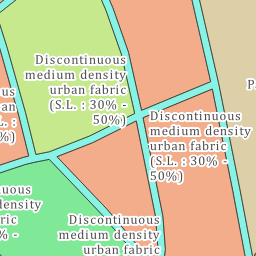 Discontinuous
medium density
urban fabric
(S.L. : 30% -
50%)
Discontinuous
medium density
urban fabric
(S.L. : 30% -
50%)
Discontinuous
medium density
urban fabric